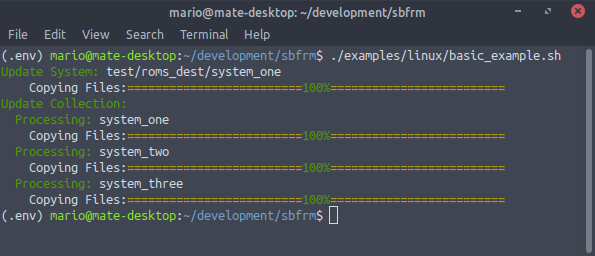 mario@mate-desktop: ~/development/sbfrm
File Edit View Search Terminal Help
(.env) mario@mate-desktop:~/development/sbfrm$ ./examples/linux/basic_example.sh
Update System: test/roms_dest/system_one
Copying Files:=========================100%=========================
Update Collection:
Processing: system_one
Copying Files:=========================100%=========================
Processing: system_two
Copying Files:=========================100%=========================
Processing: system_three
Copying Files:=========================100%=========================
(.env) mario@mate-desktop:~/development/sbfrm$